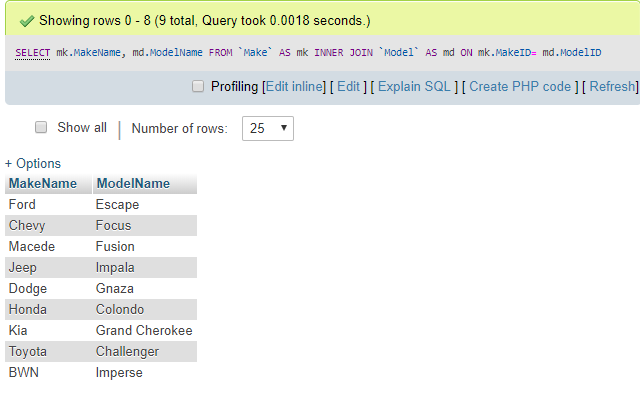 Showing rows 0 - 8 (9 total, Query took 0.0018 seconds.)
SELECT mk.MakeName, md.ModelName FROM `Make` AS mk INNER JOIN `Model` AS md ON mk.MakeID= md.ModelID
Profiling [Edit inline] [ Edit ] [ Explain SQL ] [ Create PHP code ] [ Refresh]
Show all | Number of rows: 25
+ Options
MakeName ModelName
Ford Escape
Chevy Focus
Macede Fusion
Jeep Impala
Dodge Gnaza
Honda Colondo
Kia Grand Cherokee
Toyota Challenger
BWN Imperse